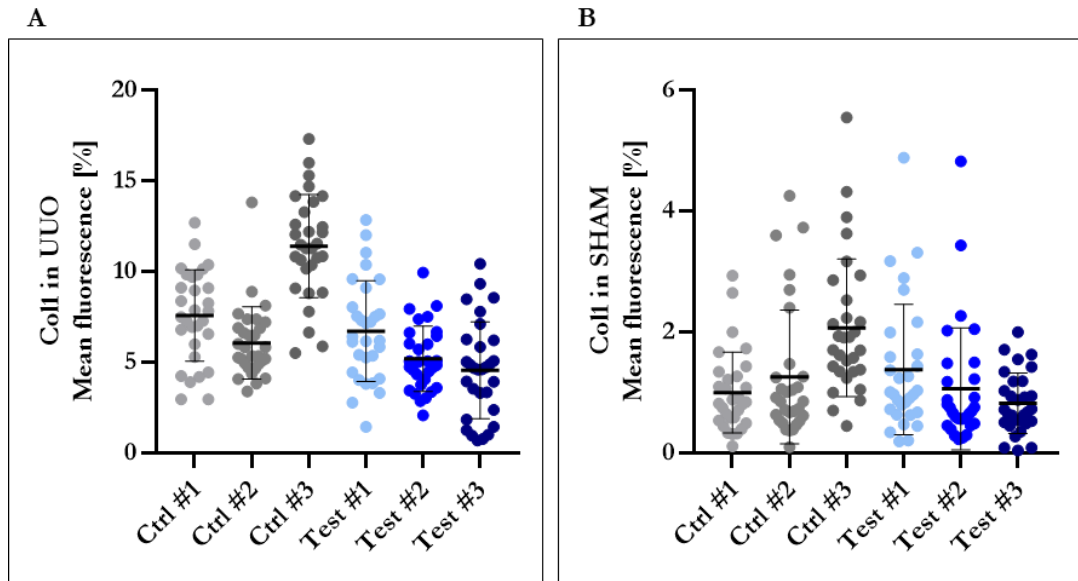 A
Col1 in UUO
Mean fluorescence [%]
20
15
10
5
0
Ctrl #1
Ctrl #2
Ctrl #3
Test #1
Test #2
Test #3
B
Col1 in SHAM
Mean fluorescence [%]
6
4
2
0
Ctrl #1
Ctrl #2
Ctrl #3
Test #1
Test #2
Test #3